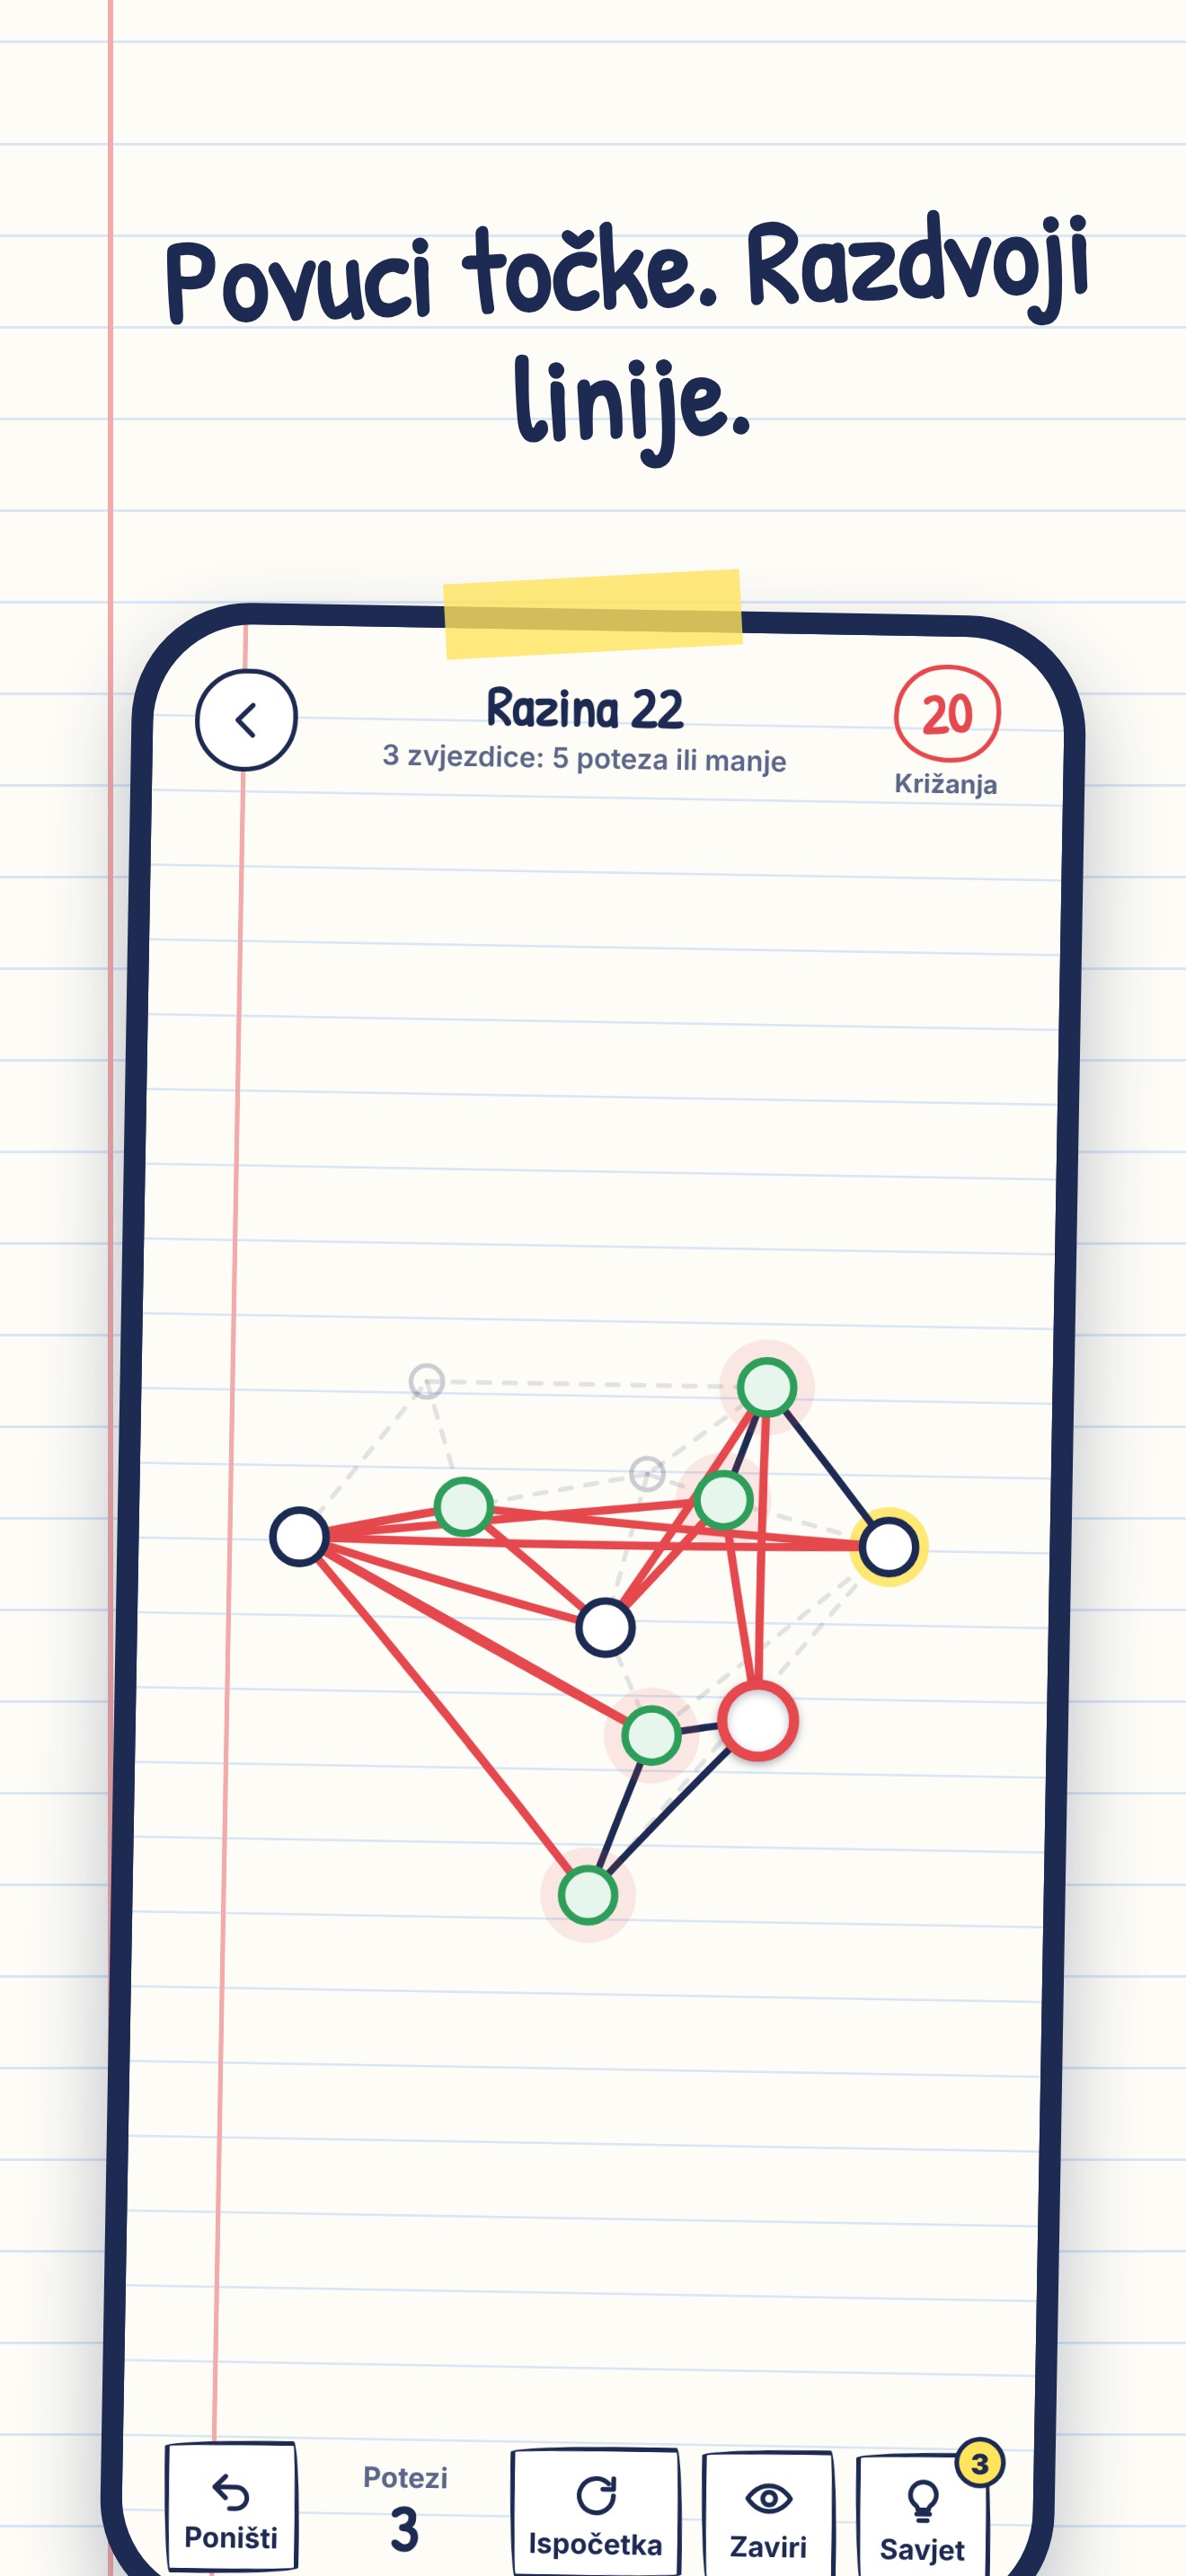 Povuci točke. Razdvoji
linije.
Razina 22
3 zvjezdice: 5 poteza ili manje
20
Križanja
Poništi
Potezi
3
Ispočetka
Zaviri
3
Savjet